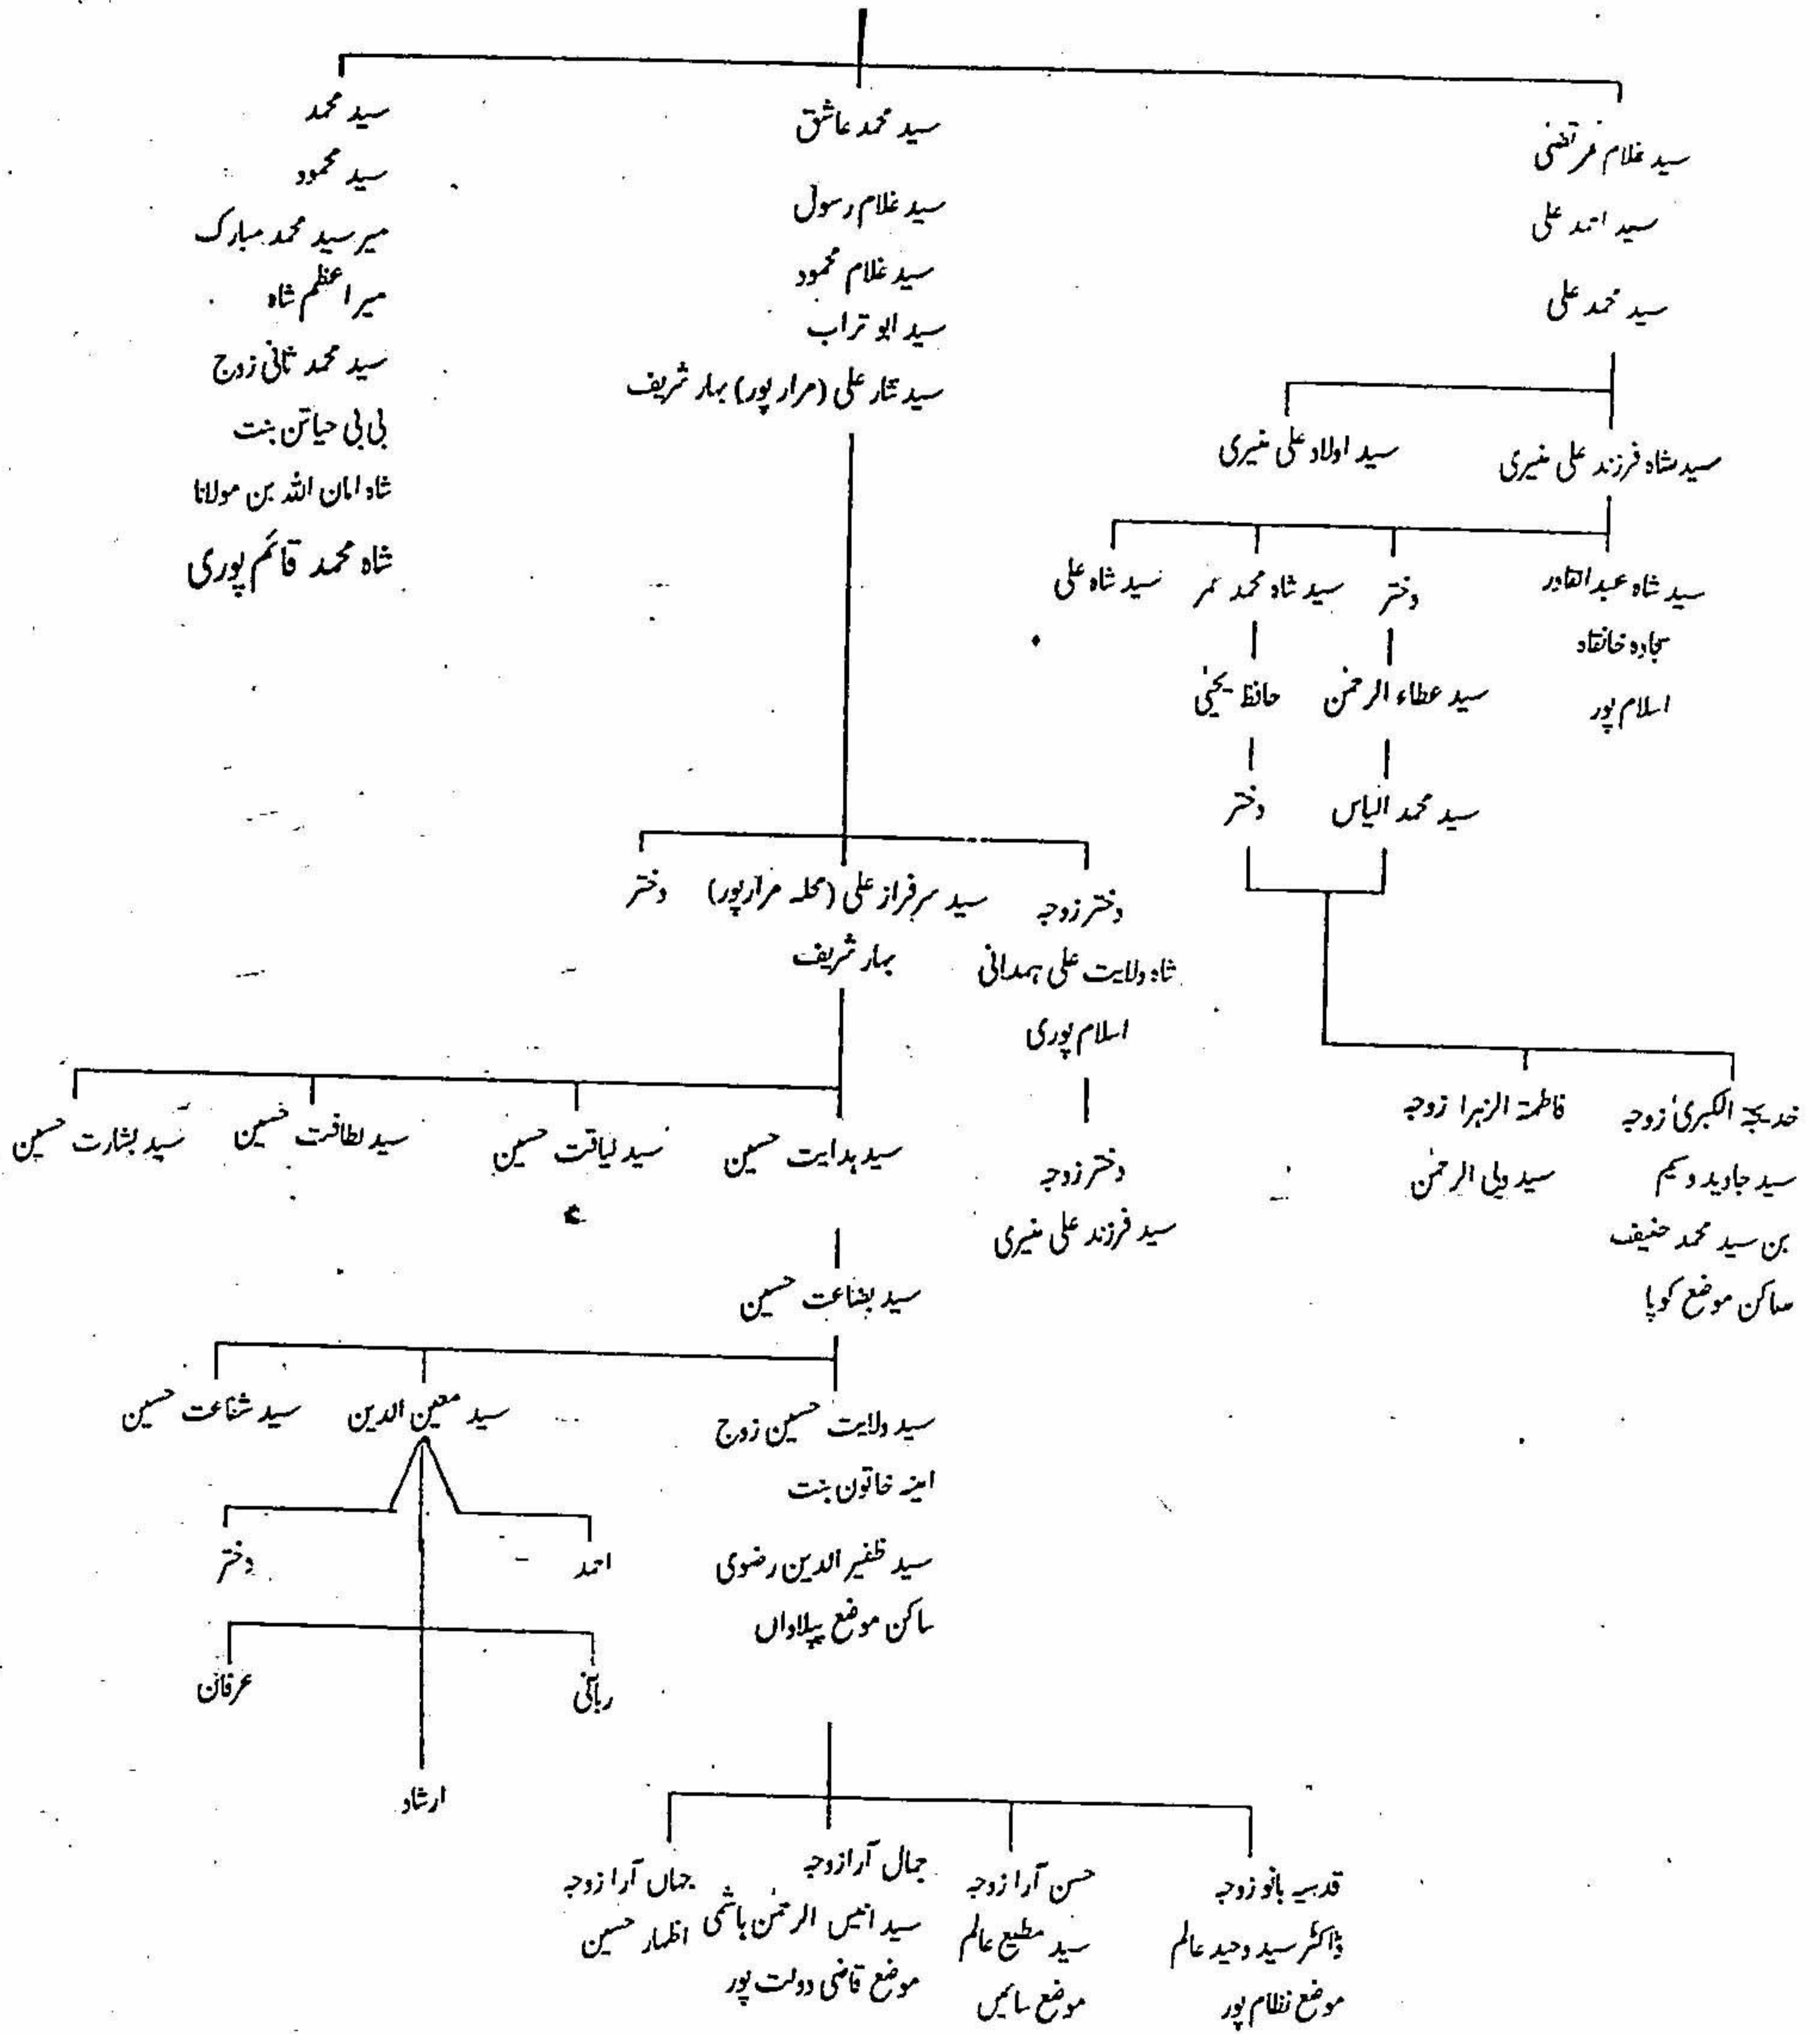 سید غلام مرتضیٰ
سید احمد علی
سید محمد علی
سید شاہ فرزند علی منیری
سید اولاد علی منیری
سید شاہ عبدالقادر
سجادہ خانقاہ
اسلام پور
دختر
سید عطاء الرحمٰن
سید محمد الیاس
سید شاہ محمد عمر
حافظ یحییٰ
دختر
سید شاہ علی
خدیجۃ الکبریٰ زوجہ
سید جاوید وسیم
بن سید محمد حنیف
ساکن موضع کوپا
فاطمۃ الزہرا زوجہ
سید ولی الرحمٰن
سید محمد عاشق
سید غلام رسول
سید غلام محمود
سید ابو تراب
سید نثار علی (مرار پور) بہار شریف
دختر زوجہ
شاہ ولایت علی ہمدانی
اسلام پوری
دختر زوجہ
سید فرزند علی منیری
سید سرفراز علی (محلہ مرارپور)
بہار شریف
دختر
سید ہدایت حسین
سید لیاقت حسین
سید لطافت حسین
سید بشارت حسین
سید بضاعت حسین
سید ولایت حسین زوج
امینہ خاتون بنت
سید ظفیر الدین رضوی
ساکن موضع پیلاواں
سید معین الدین
سید شناعت حسین
احمد
دختر
ربانی
عرفان
ارشاد
قدسیہ بانو زوجہ
ڈاکٹر سید وحید عالم
موضع نظام پور
حسن آرا زوجہ
سید مطیع عالم
موضع سائیں
جمال آرا زوجہ
سید انیس الرحمٰن ہاشمی
موضع قاضی دولت پور
جہاں آرا زوجہ
اظہار حسین
سید محمد
سید محمود
میر سید محمد مبارک
میر اعظم شاہ
سید محمد ثانی زوج
بی بی حیاتن بنت
شاہ امان اللہ بن مولانا
شاہ محمد قائم پوری